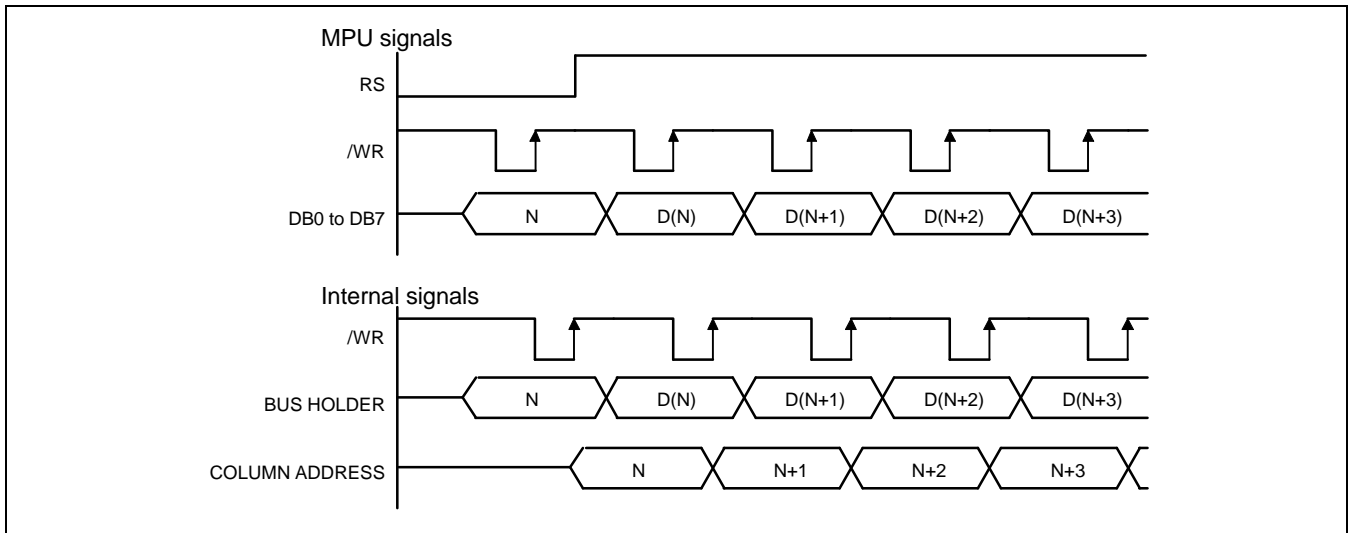 MPU signals
RS
/WR
DB0 to DB7 N D(N) D(N+1) D(N+2) D(N+3)
Internal signals
/WR
BUS HOLDER N D(N) D(N+1) D(N+2) D(N+3)
COLUMN ADDRESS N N+1 N+2 N+3